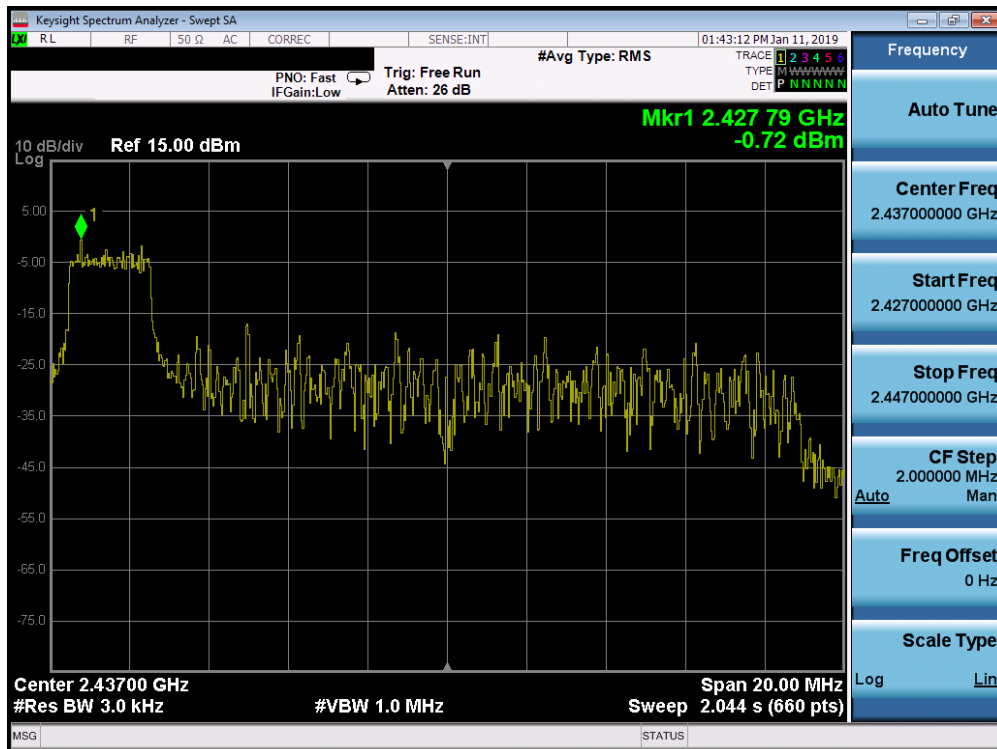 Keysight Spectrum Analyzer - Swept SA
LXI RL RF 50 Ω AC CORREC SENSE:INT 01:43:12 PM Jan 11, 2019
#Avg Type: RMS TRACE 1 2 3 4 5 6
PNO: Fast Trig: Free Run TYPE M WWWWW
IFGain:Low Atten: 26 dB DET P N N N N N
Mkr1 2.427 79 GHz
-0.72 dBm
10 dB/div Ref 15.00 dBm
Log
1
5.00
-5.00
-15.0
-25.0
-35.0
-45.0
-55.0
-65.0
-75.0
Center 2.43700 GHz Span 20.00 MHz
#Res BW 3.0 kHz #VBW 1.0 MHz Sweep 2.044 s (660 pts)
MSG STATUS
Frequency
Auto Tune
Center Freq
2.437000000 GHz
Start Freq
2.427000000 GHz
Stop Freq
2.447000000 GHz
CF Step
2.000000 MHz
Auto Man
Freq Offset
0 Hz
Scale Type
Log Lin